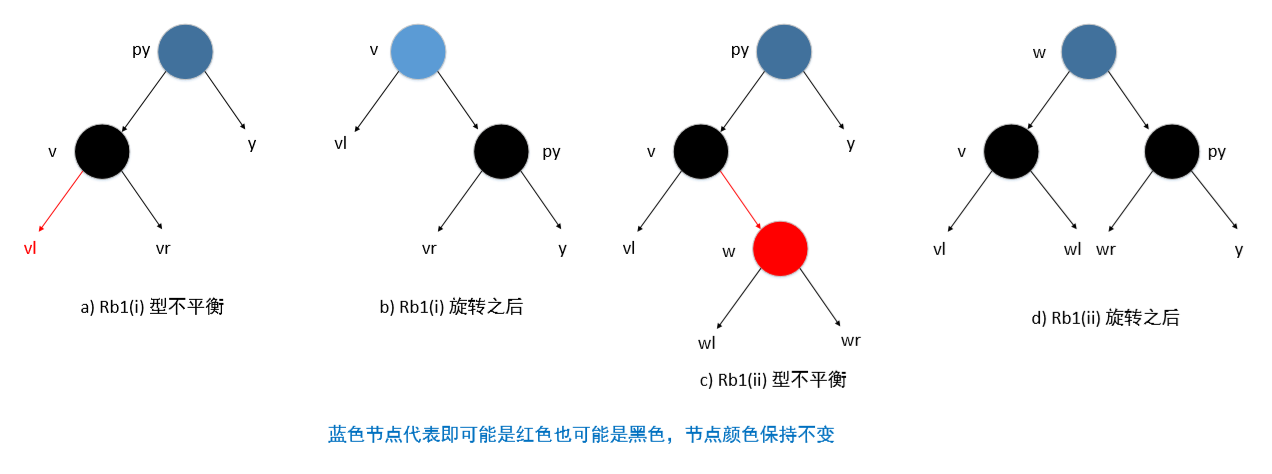 py
v
py
w
v
py
v
py
v
y
vl
y
vl
vr
vr
y
vl
w
vl
wl
wr
y
a) Rb1(i) 型不平衡
b) Rb1(i) 旋转之后
wl
wr
d) Rb1(ii) 旋转之后
c) Rb1(ii) 型不平衡
蓝色节点代表即可能是红色也可能是黑色，节点颜色保持不变